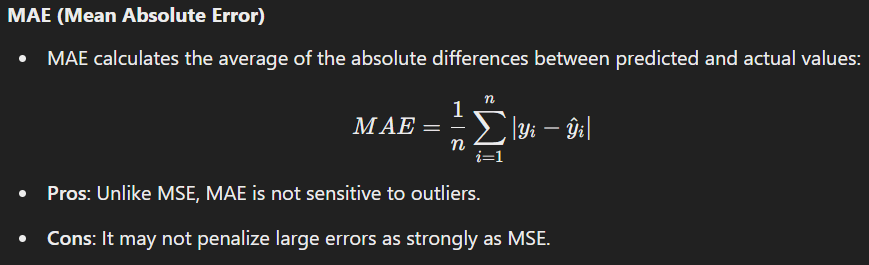 MAE (Mean Absolute Error)
• MAE calculates the average of the absolute differences between predicted and actual values:
MAE = \frac{1}{n} \sum_{i=1}^{n} |y_i - \hat{y}_i|
• Pros: Unlike MSE, MAE is not sensitive to outliers.
• Cons: It may not penalize large errors as strongly as MSE.